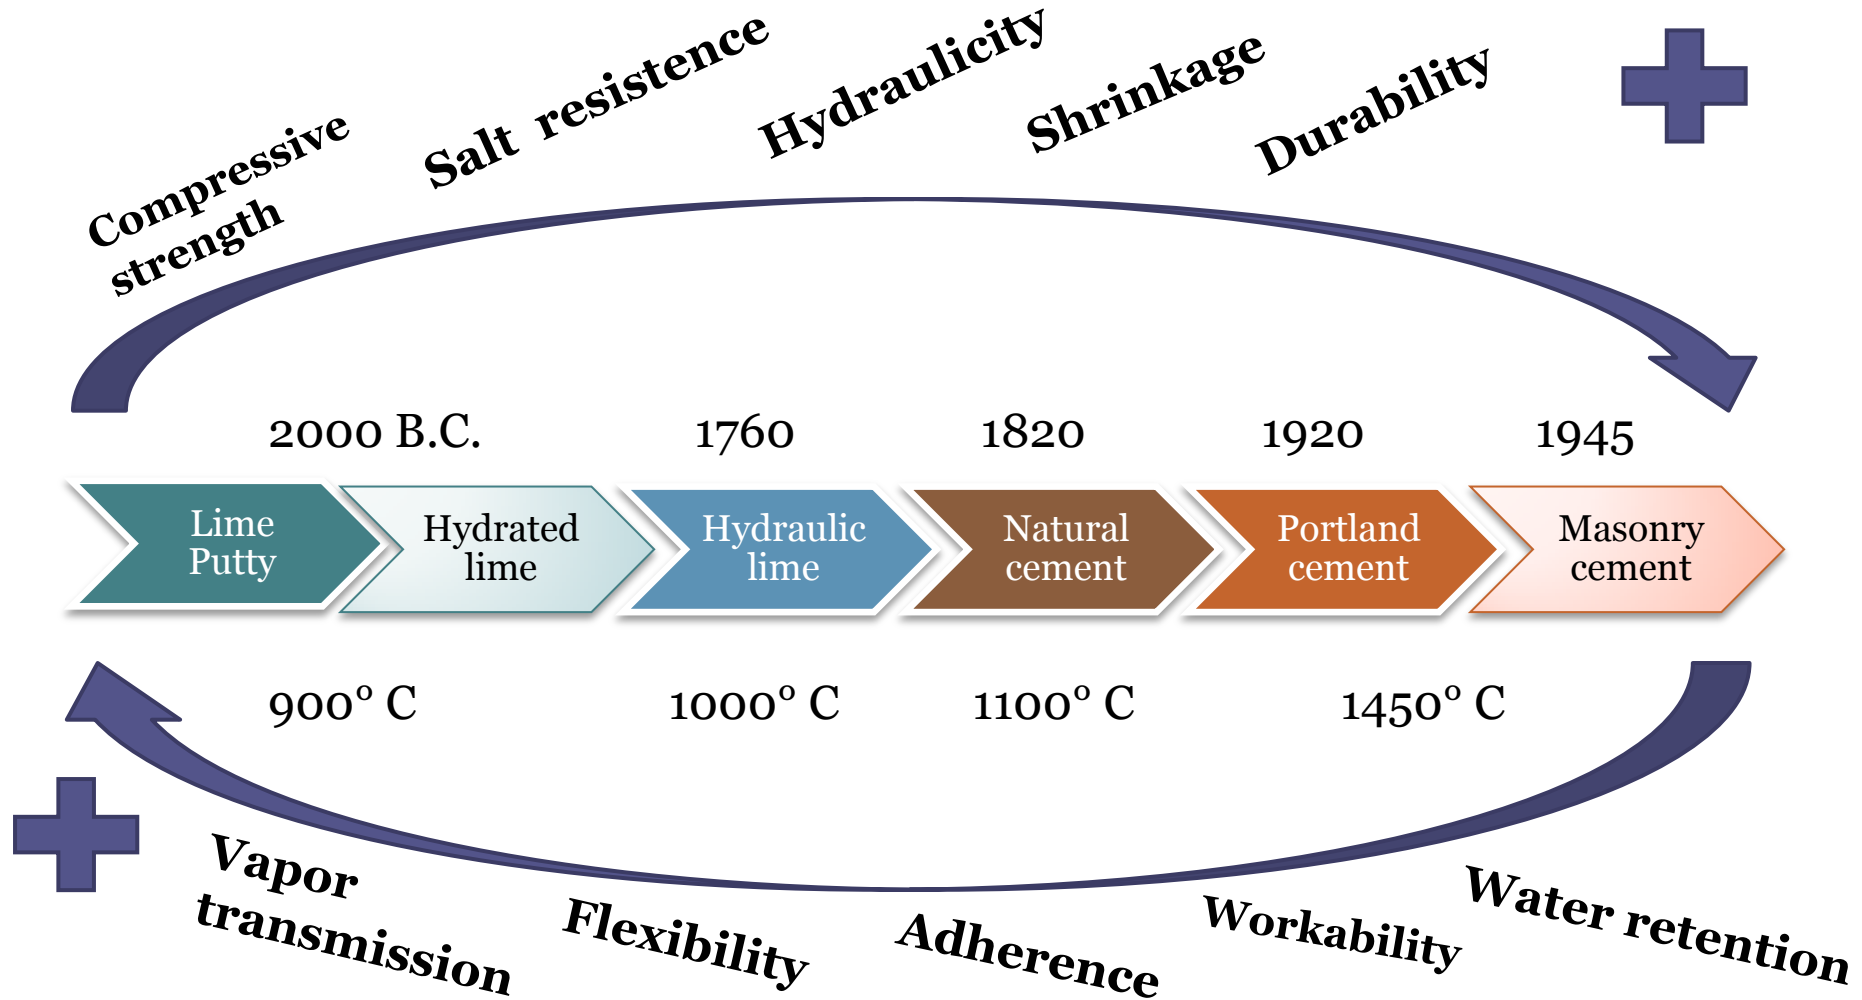 Compressive
strength
Salt resistence
Hydraulicity
Shrinkage
Durability
2000 B.C.
1760
1820
1920
1945
Lime
Putty
Hydrated
lime
Hydraulic
lime
Natural
cement
Portland
cement
Masonry
cement
900° C
1000° C
1100° C
1450° C
Vapor
transmission
Flexibility
Adherence
Workability
Water retention